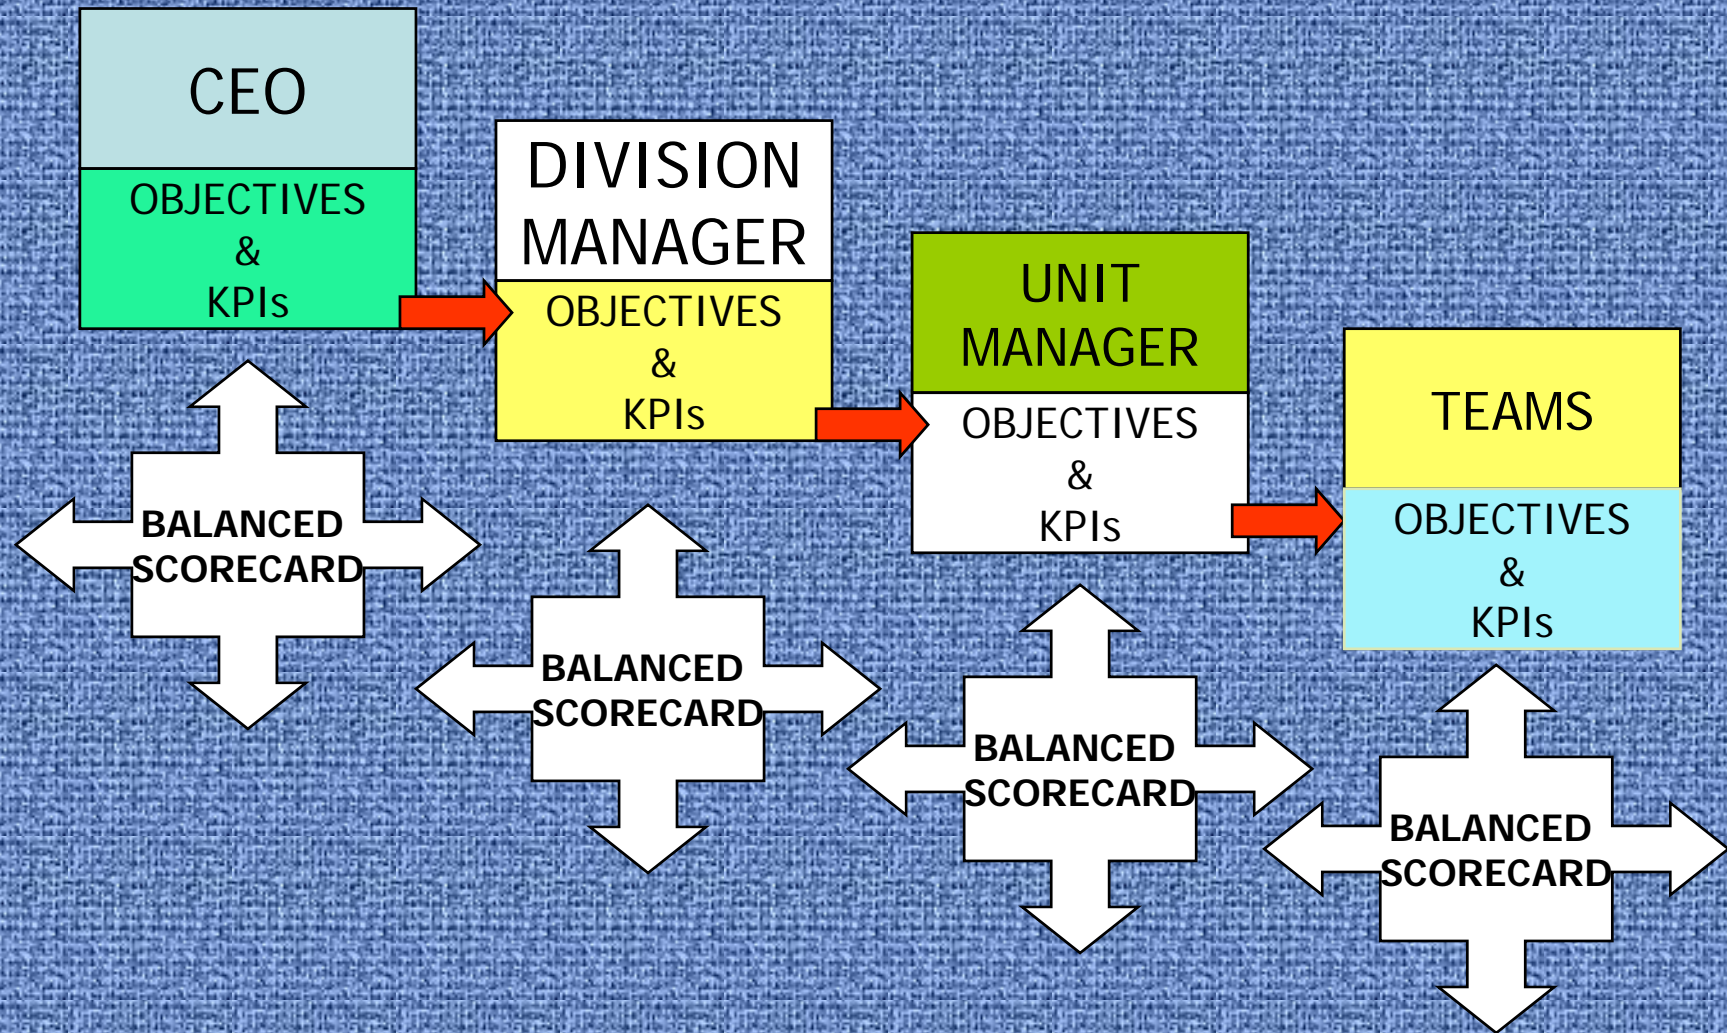 CEO
OBJECTIVES
&
KPIs
DIVISION
MANAGER
OBJECTIVES
&
KPIs
UNIT
MANAGER
OBJECTIVES
&
KPIs
TEAMS
OBJECTIVES
&
KPIs
BALANCED
SCORECARD
BALANCED
SCORECARD
BALANCED
SCORECARD
BALANCED
SCORECARD